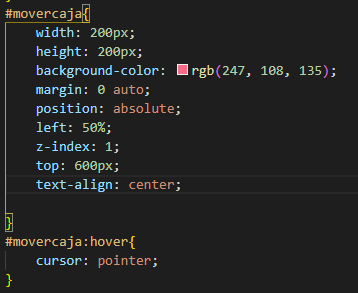 #movercaja{
width: 200px;
height: 200px;
background-color: rgb(247, 108, 135);
margin: 0 auto;
position: absolute;
left: 50%;
z-index: 1;
top: 600px;
text-align: center;
}
#movercaja:hover{
cursor: pointer;
}